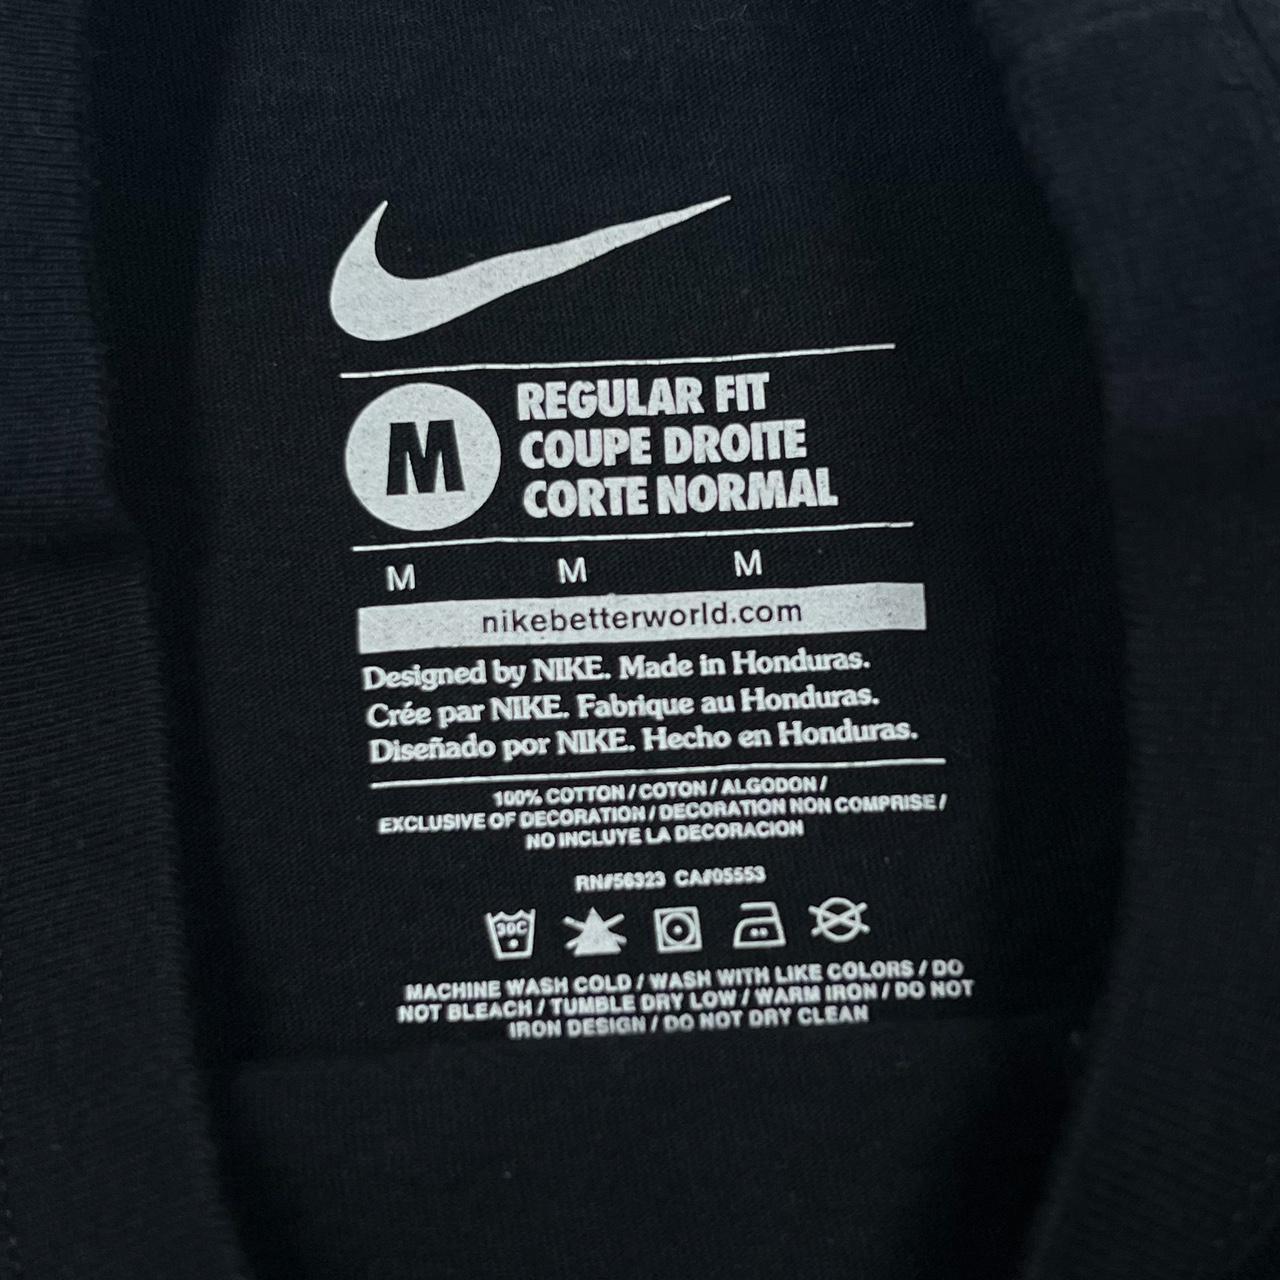 M
REGULAR FIT
COUPE DROITE
CORTE NORMAL
M M M
nikebetterworld.com
Designed by NIKE. Made in Honduras.
Crée par NIKE. Fabrique au Honduras.
Diseñado por NIKE. Hecho en Honduras.
100% COTTON / COTON / ALGODON /
EXCLUSIVE OF DECORATION / DECORATION NON COMPRISE /
NO INCLUYE LA DECORACION
RN#56323 CA#05553
30C
MACHINE WASH COLD / WASH WITH LIKE COLORS / DO
NOT BLEACH / TUMBLE DRY LOW / WARM IRON / DO NOT
IRON DESIGN / DO NOT DRY CLEAN